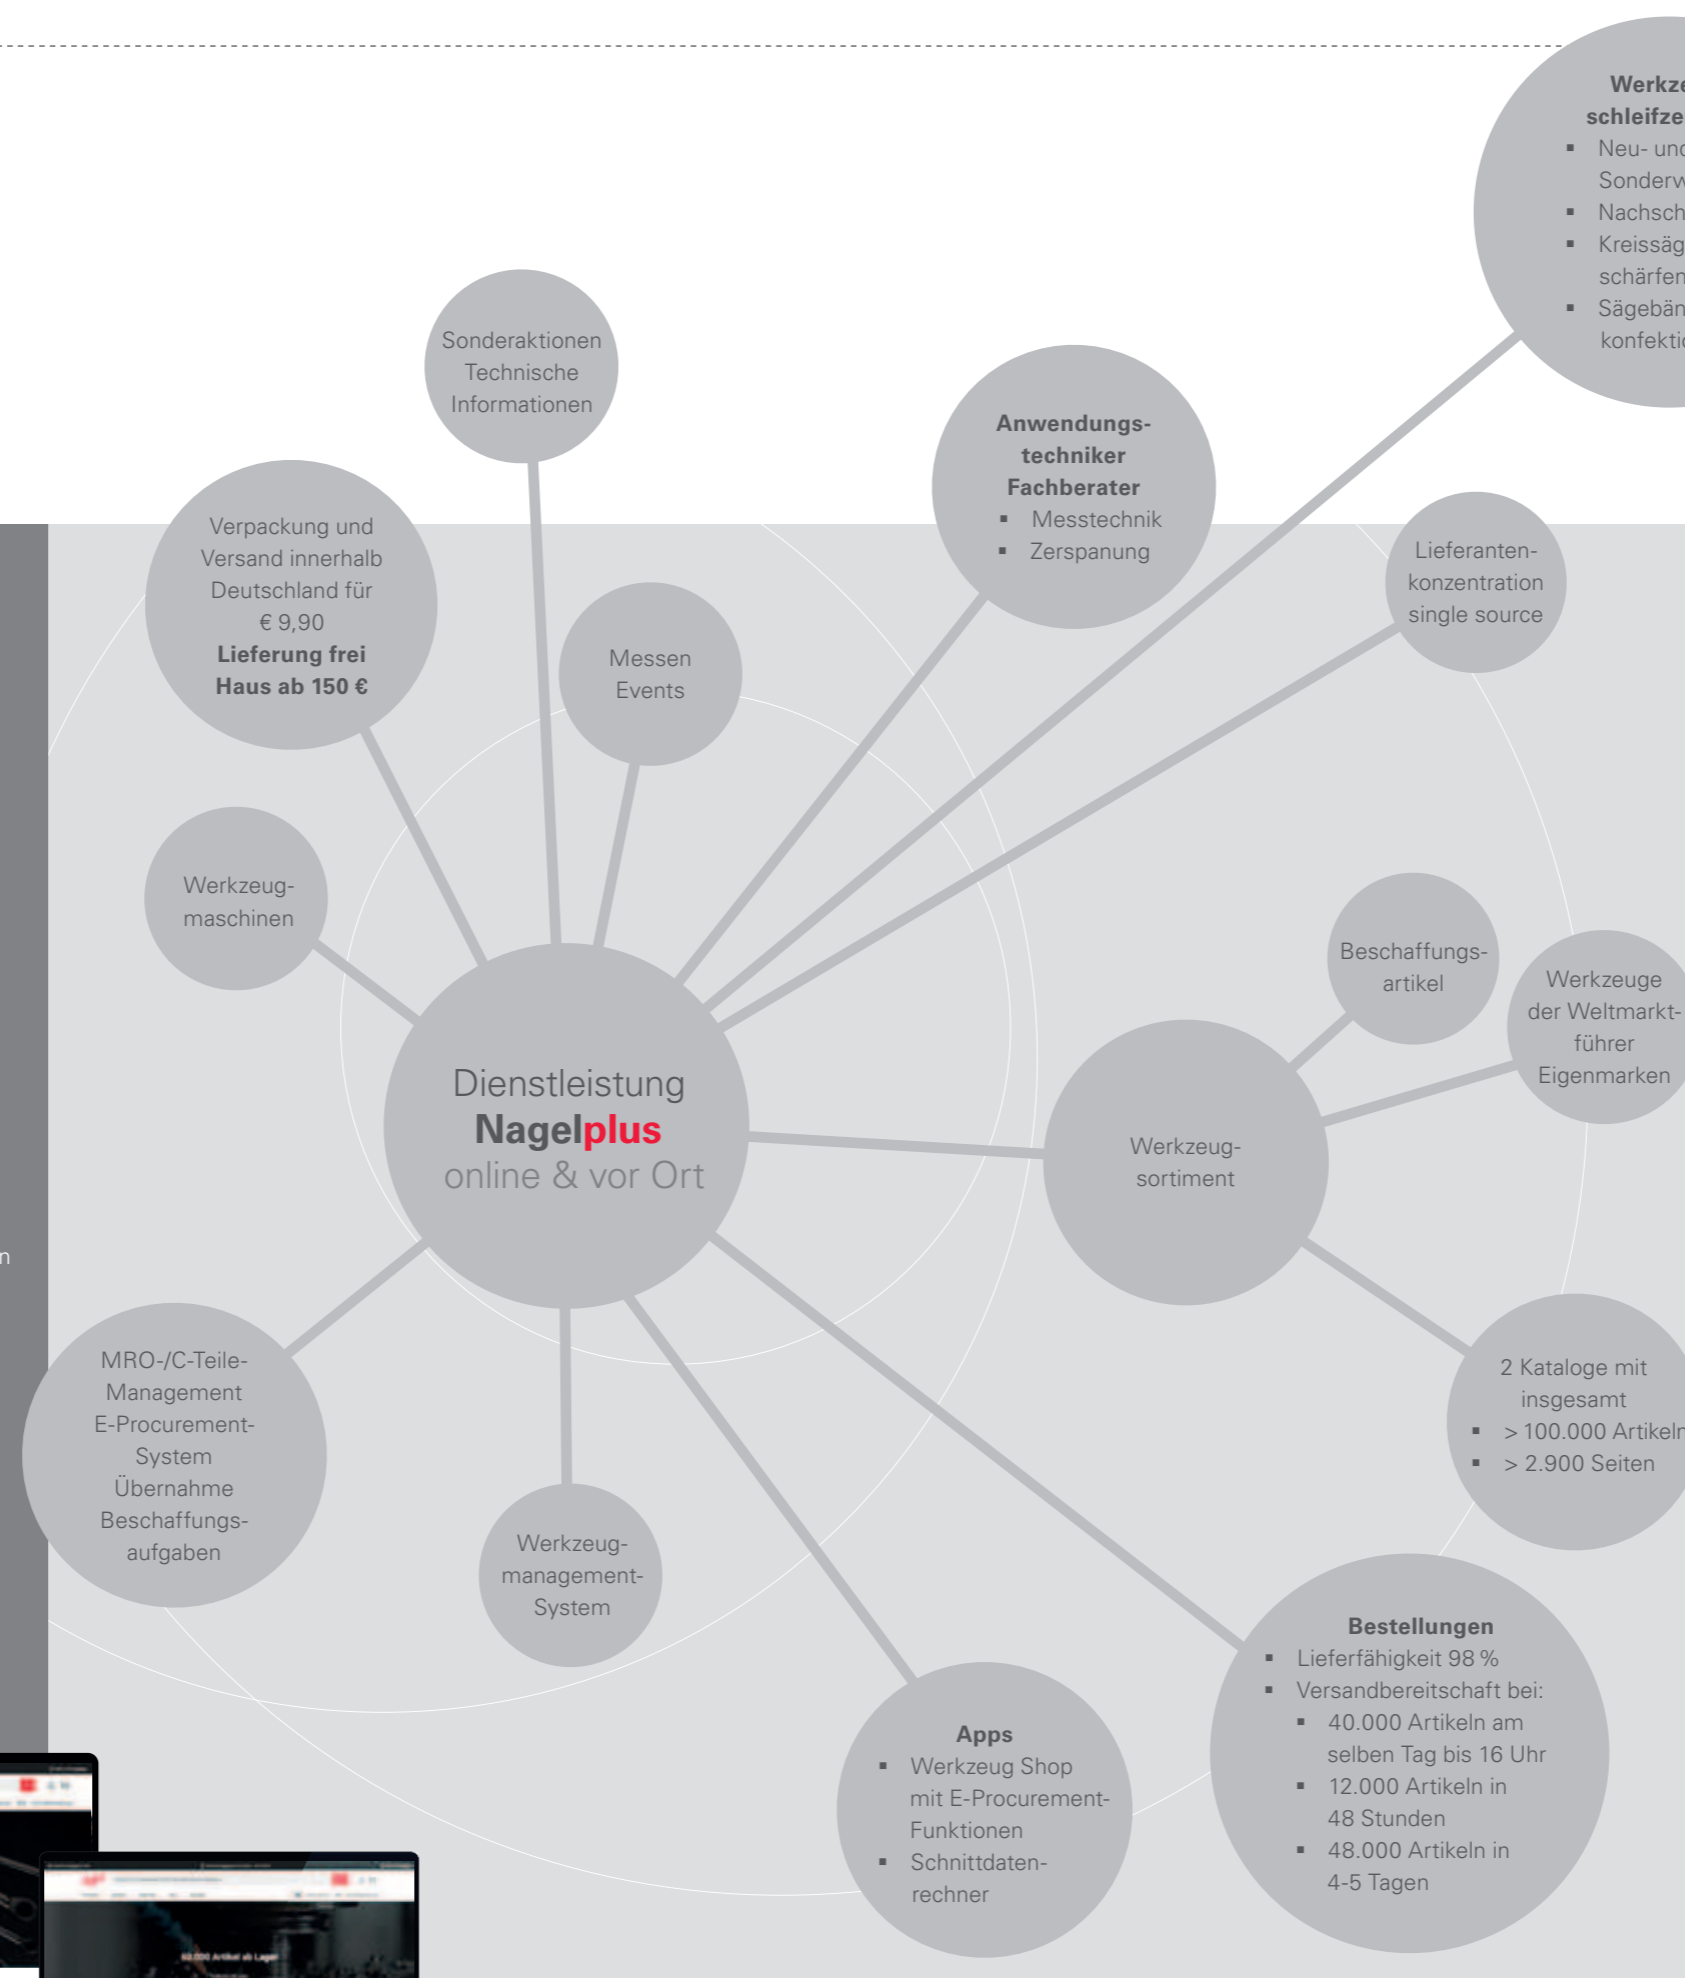 Werkze
schleifze
▪ Neu- und
Sonderw
▪ Nachsch
▪ Kreissäg
schärfen
▪ Sägebän
konfekti
Sonderaktionen
Technische
Informationen
Anwendungs-
techniker
Fachberater
▪ Messtechnik
▪ Zerspanung
Verpackung und
Versand innerhalb
Deutschland für
€ 9,90
Lieferung frei
Haus ab 150 €
Lieferanten-
konzentration
single source
Messen
Events
Werkzeug-
maschinen
Beschaffungs-
artikel
Werkzeuge
der Weltmarkt-
führer
Eigenmarken
Dienstleistung
Nagelplus
online & vor Ort
Werkzeug-
sortiment
n
MRO-/C-Teile-
Management
E-Procurement-
System
Übernahme
Beschaffungs-
aufgaben
2 Kataloge mit
insgesamt
▪ > 100.000 Artikeln
▪ > 2.900 Seiten
Werkzeug-
management-
System
Bestellungen
▪ Lieferfähigkeit 98 %
▪ Versandbereitschaft bei:
▪ 40.000 Artikeln am
selben Tag bis 16 Uhr
▪ 12.000 Artikeln in
48 Stunden
▪ 48.000 Artikeln in
4-5 Tagen
Apps
▪ Werkzeug Shop
mit E-Procurement-
Funktionen
▪ Schnittdaten-
rechner
Artikel ab Lager